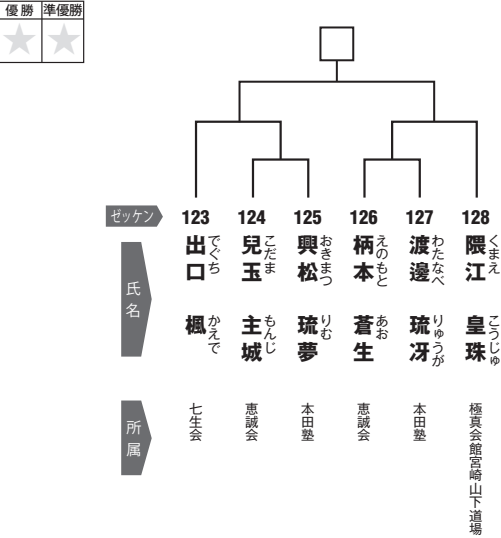 優勝 準優勝
ゼッケン 123 124 125 126 127 128
氏名
出口 楓
でぐち かえで
兒玉 主城
こだま もんじ
興松 琉夢
おきまつ りむ
柄本 蒼生
えのもと あお
渡邊 琉冴
わたなべ りゅうが
隈江 皇珠
くまえ こうじゅ
所属
七生会
恵誠会
本田塾
恵誠会
本田塾
極真会館宮崎山下道場